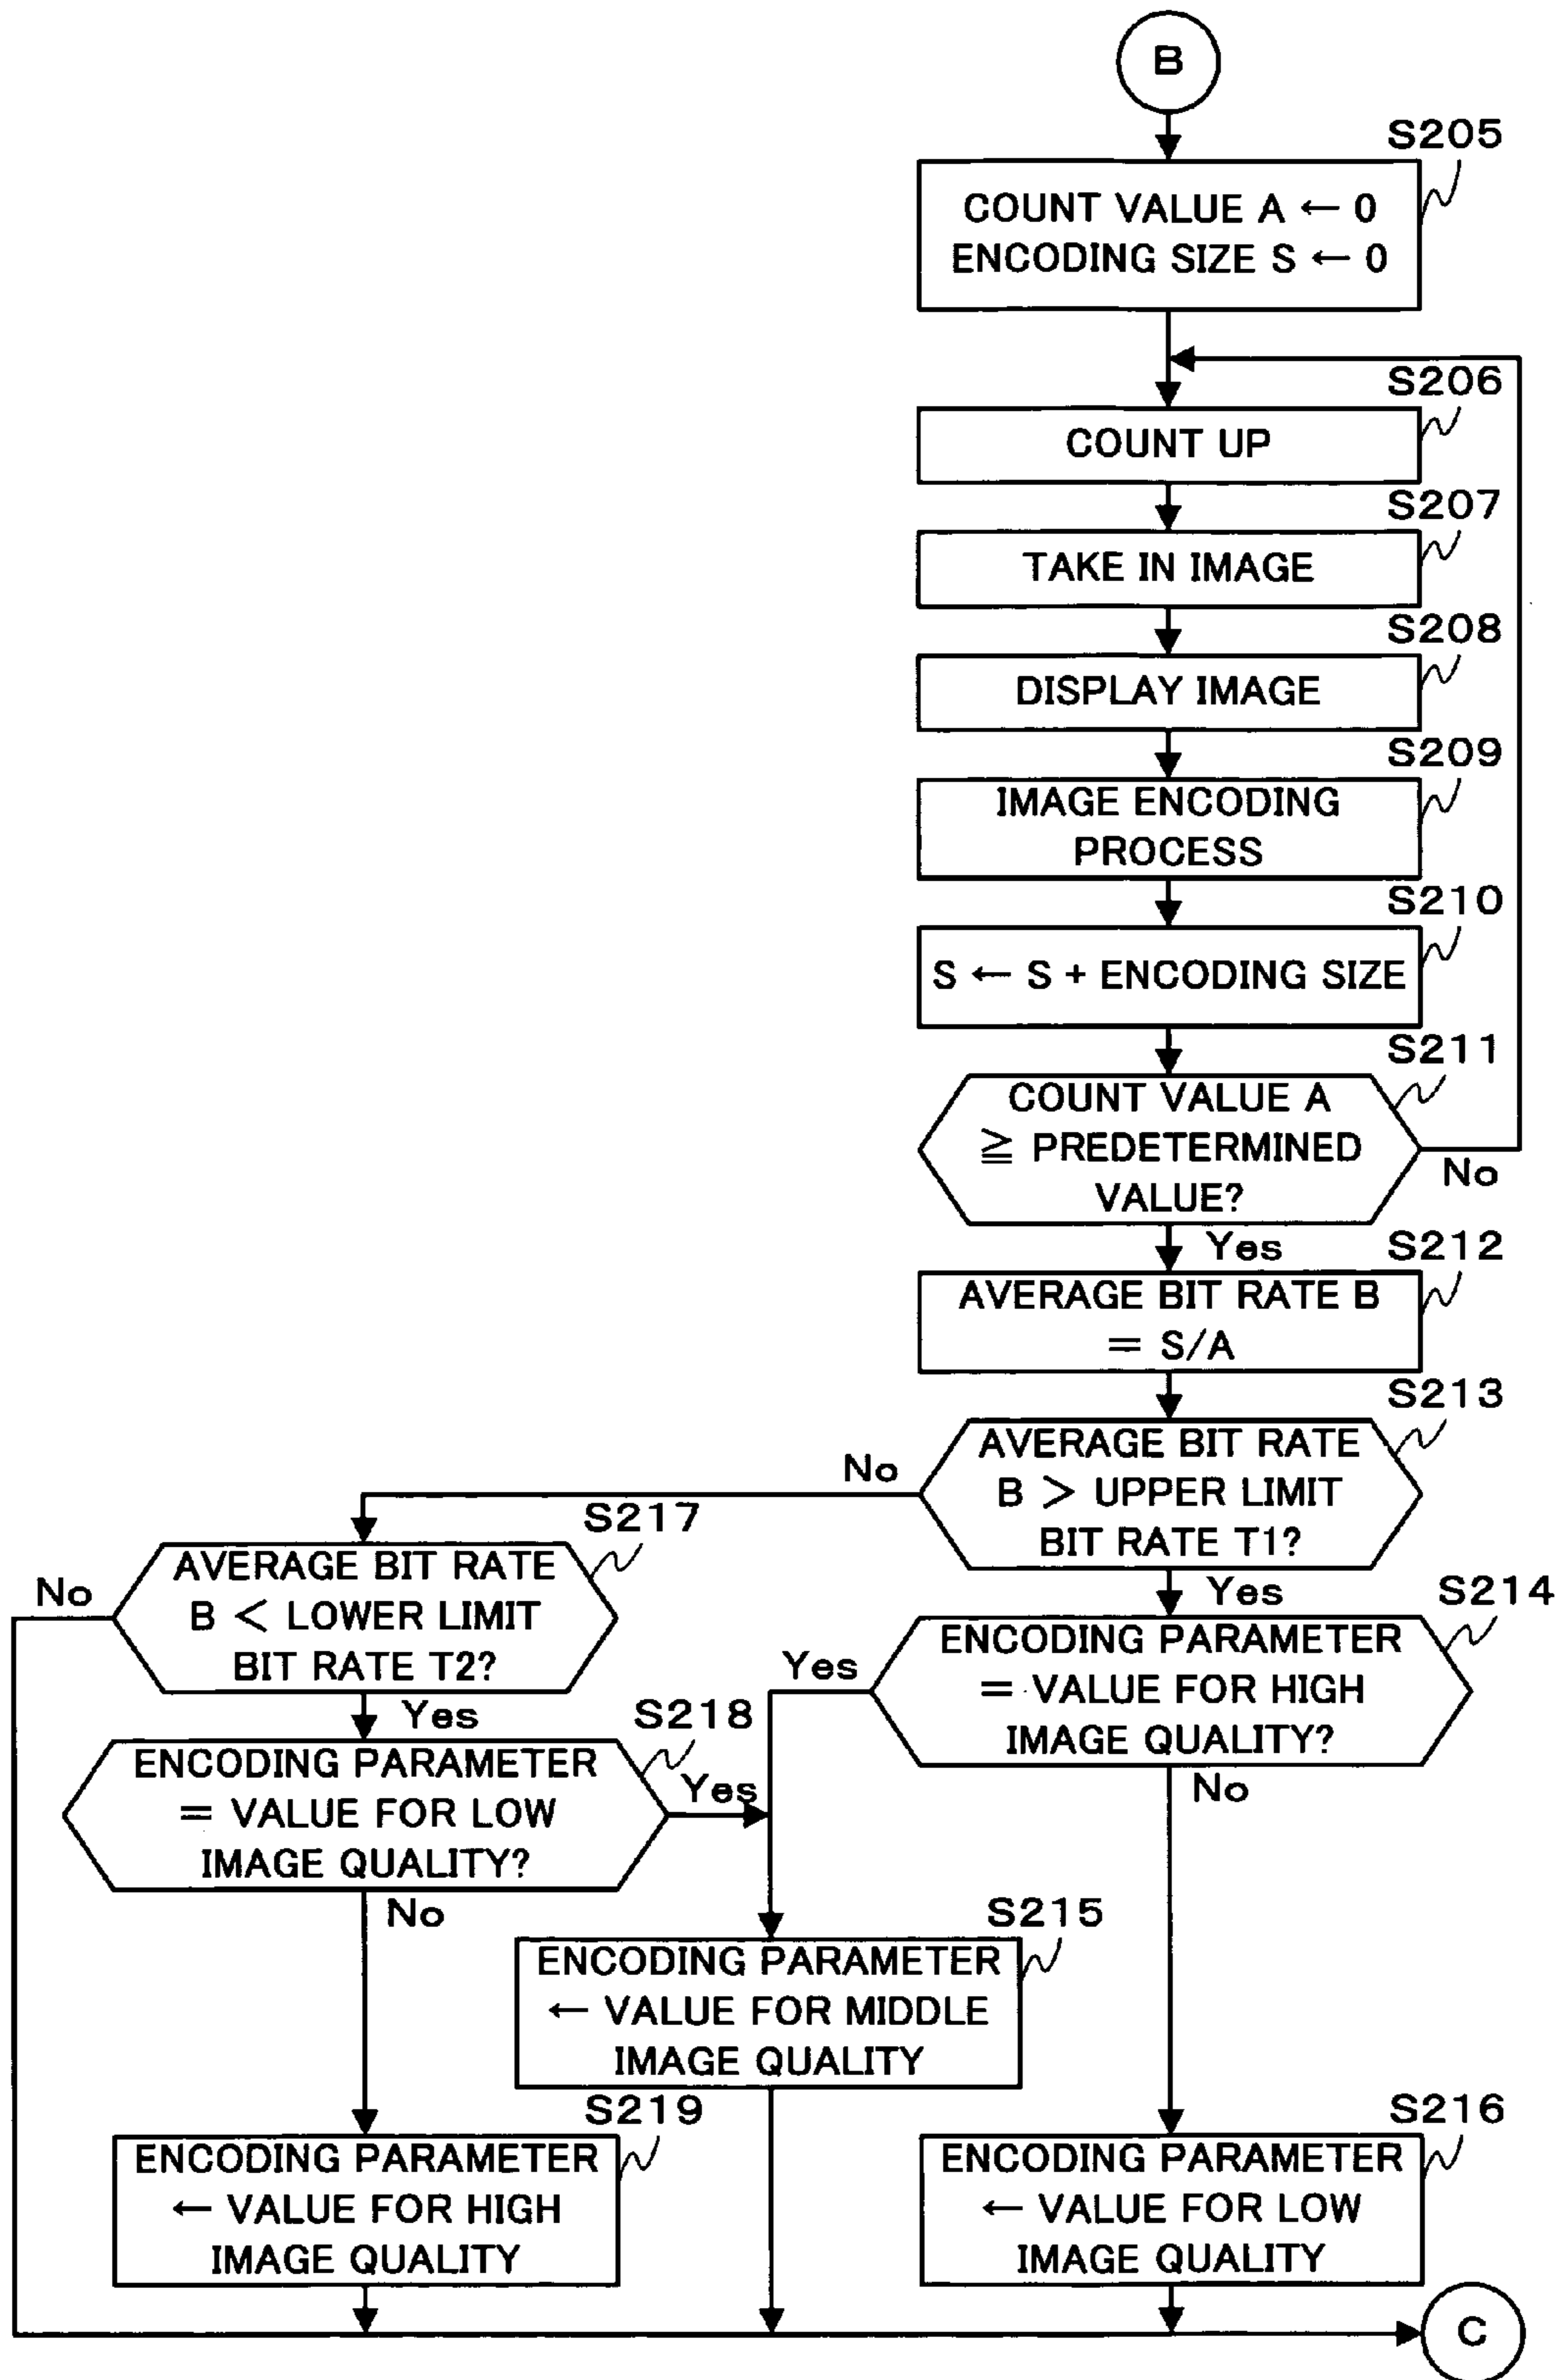 B
S205
COUNT VALUE A ← 0
ENCODING SIZE S ← 0
S206
COUNT UP
S207
TAKE IN IMAGE
S208
DISPLAY IMAGE
S209
IMAGE ENCODING
PROCESS
S210
S ← S + ENCODING SIZE
S211
COUNT VALUE A
≧ PREDETERMINED
VALUE?
No
Yes
S212
AVERAGE BIT RATE B
= S/A
S213
AVERAGE BIT RATE
B > UPPER LIMIT
BIT RATE T1?
No
Yes
S217
AVERAGE BIT RATE
B < LOWER LIMIT
BIT RATE T2?
No
Yes
S214
ENCODING PARAMETER
= VALUE FOR HIGH
IMAGE QUALITY?
Yes
No
S218
ENCODING PARAMETER
= VALUE FOR LOW
IMAGE QUALITY?
Yes
No
S215
ENCODING PARAMETER
← VALUE FOR MIDDLE
IMAGE QUALITY
S219
ENCODING PARAMETER
← VALUE FOR HIGH
IMAGE QUALITY
S216
ENCODING PARAMETER
← VALUE FOR LOW
IMAGE QUALITY
C